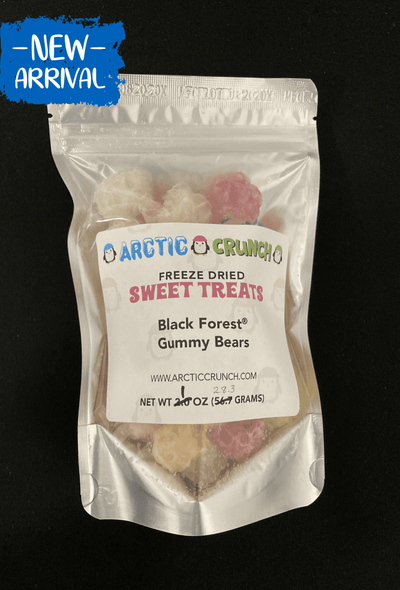 NEW
ARRIVAL
ARCTIC CRUNCH
FREEZE DRIED
SWEET TREATS
Black Forest®
Gummy Bears
WWW.ARCTICCRUNCH.COM
1 28.3
NET WT 2.0 OZ (56.7 GRAMS)